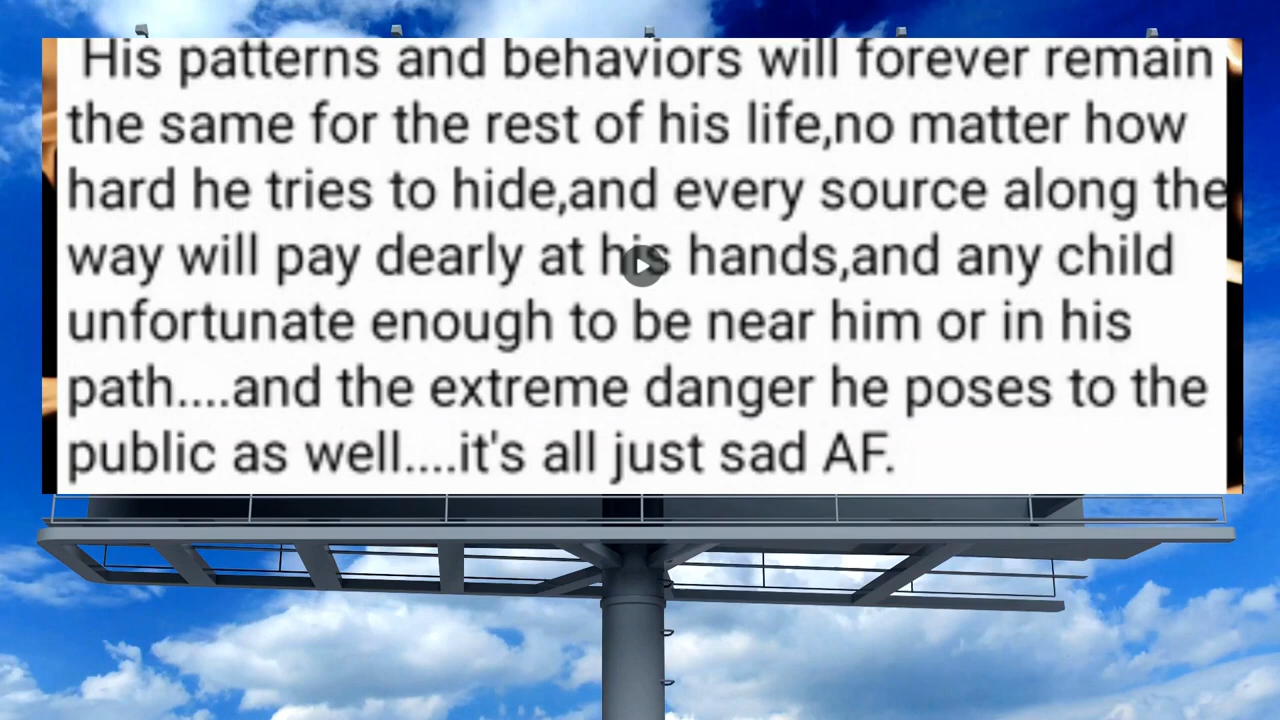 His patterns and behaviors will forever remain
the same for the rest of his life,no matter how
hard he tries to hide,and every source along the
way will pay dearly at his hands,and any child
unfortunate enough to be near him or in his
path....and the extreme danger he poses to the
public as well....it's all just sad AF.